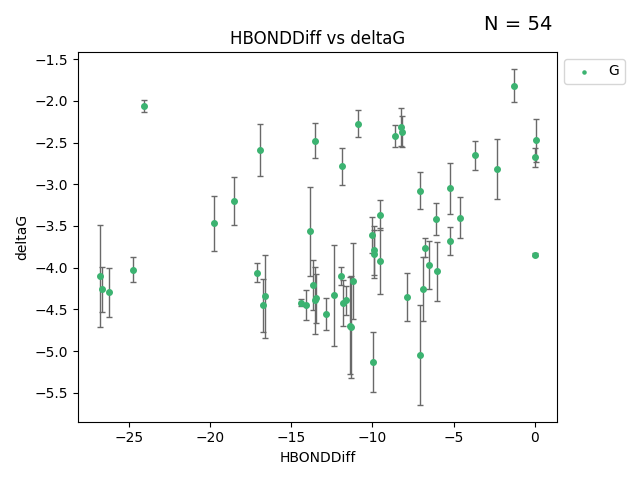 N = 54
HBONDDiff vs deltaG
G
−1.5
−2.0
−2.5
−3.0
−3.5
−4.0
−4.5
−5.0
−5.5
deltaG
−25 −20 −15 −10 −5 0
HBONDDiff